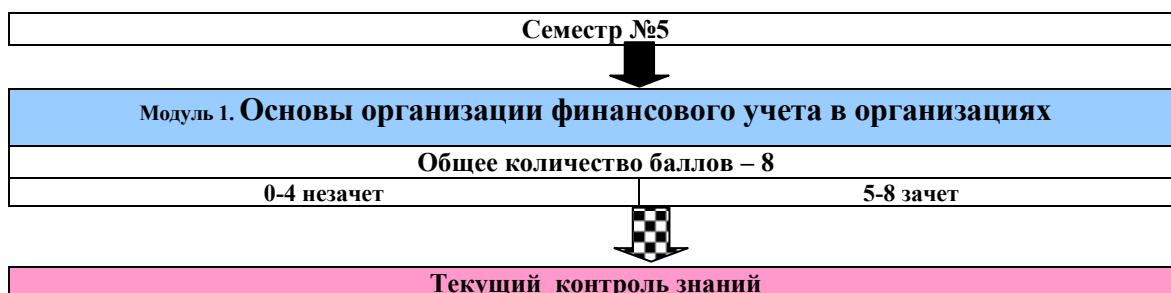 Семестр №5
Модуль 1. Основы организации финансового учета в организациях
Общее количество баллов – 8
0-4 незачет
5-8 зачет
Текущий контроль знаний